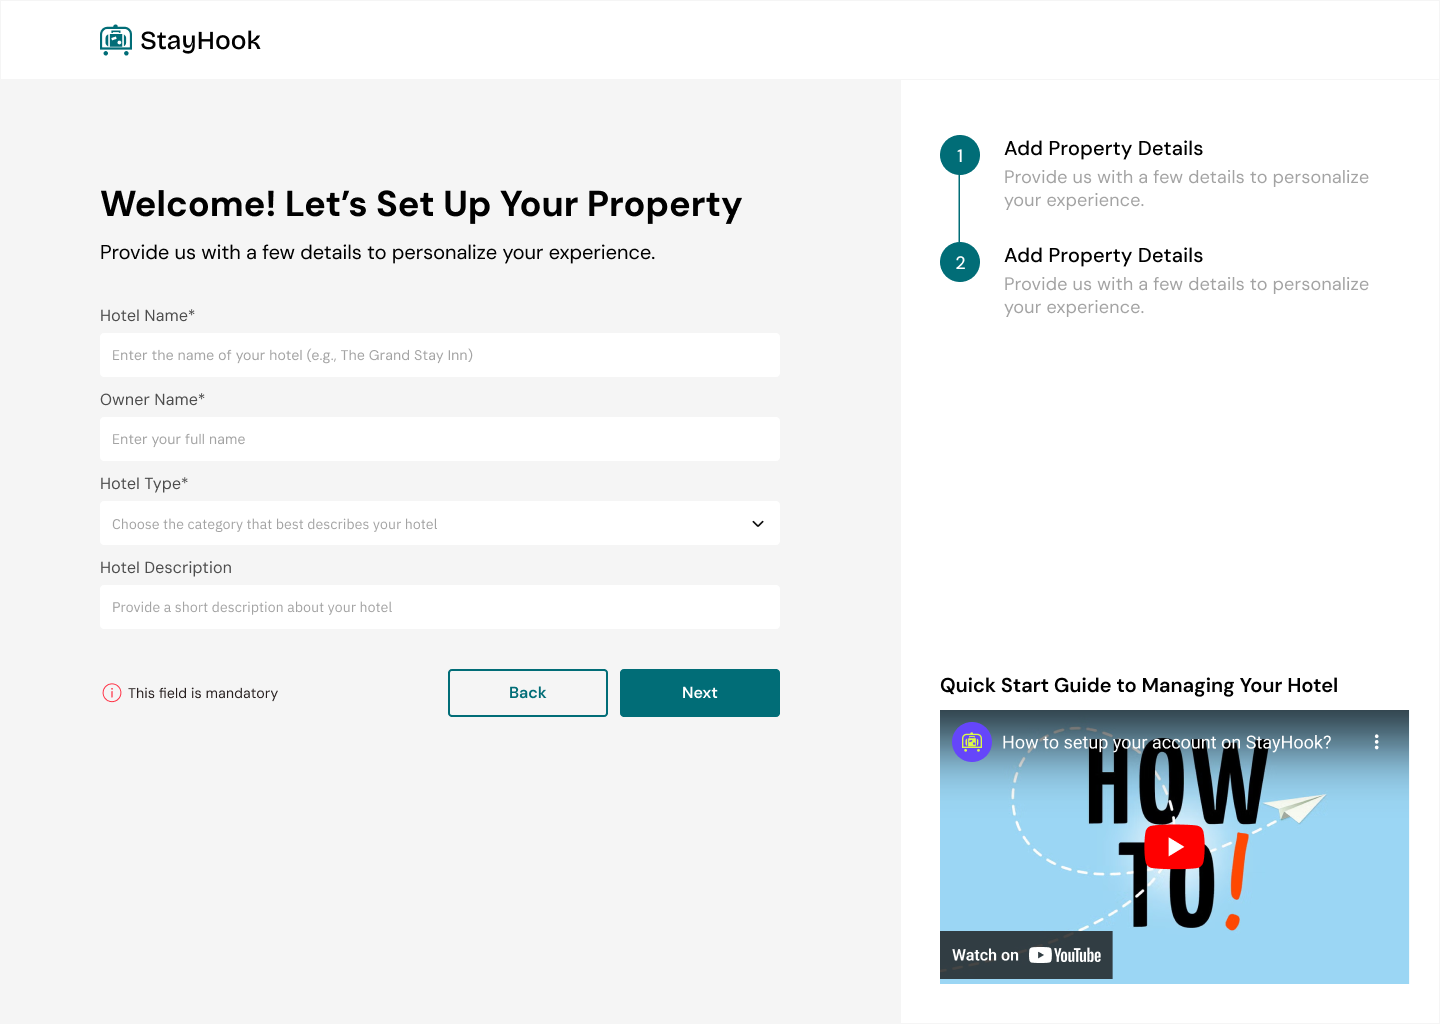 StayHook
Welcome! Let’s Set Up Your Property
Provide us with a few details to personalize your experience.
Hotel Name*
Enter the name of your hotel (e.g., The Grand Stay Inn)
Owner Name*
Enter your full name
Hotel Type*
Choose the category that best describes your hotel
Hotel Description
Provide a short description about your hotel
This field is mandatory
Back
Next
1
Add Property Details
Provide us with a few details to personalize
your experience.
2
Add Property Details
Provide us with a few details to personalize
your experience.
Quick Start Guide to Managing Your Hotel
How to setup your account on StayHook?
HOW
TO!
Watch on YouTube